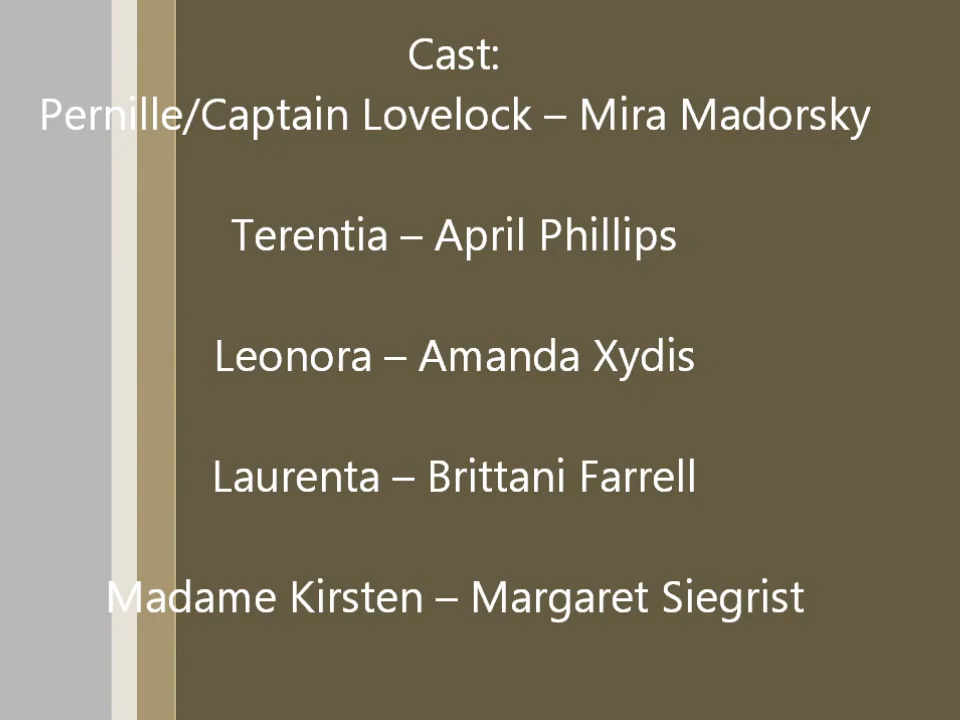 Cast:
Pernille/Captain Lovelock – Mira Madorsky
Terentia – April Phillips
Leonora – Amanda Xydis
Laurenta – Brittani Farrell
Madame Kirsten – Margaret Siegrist